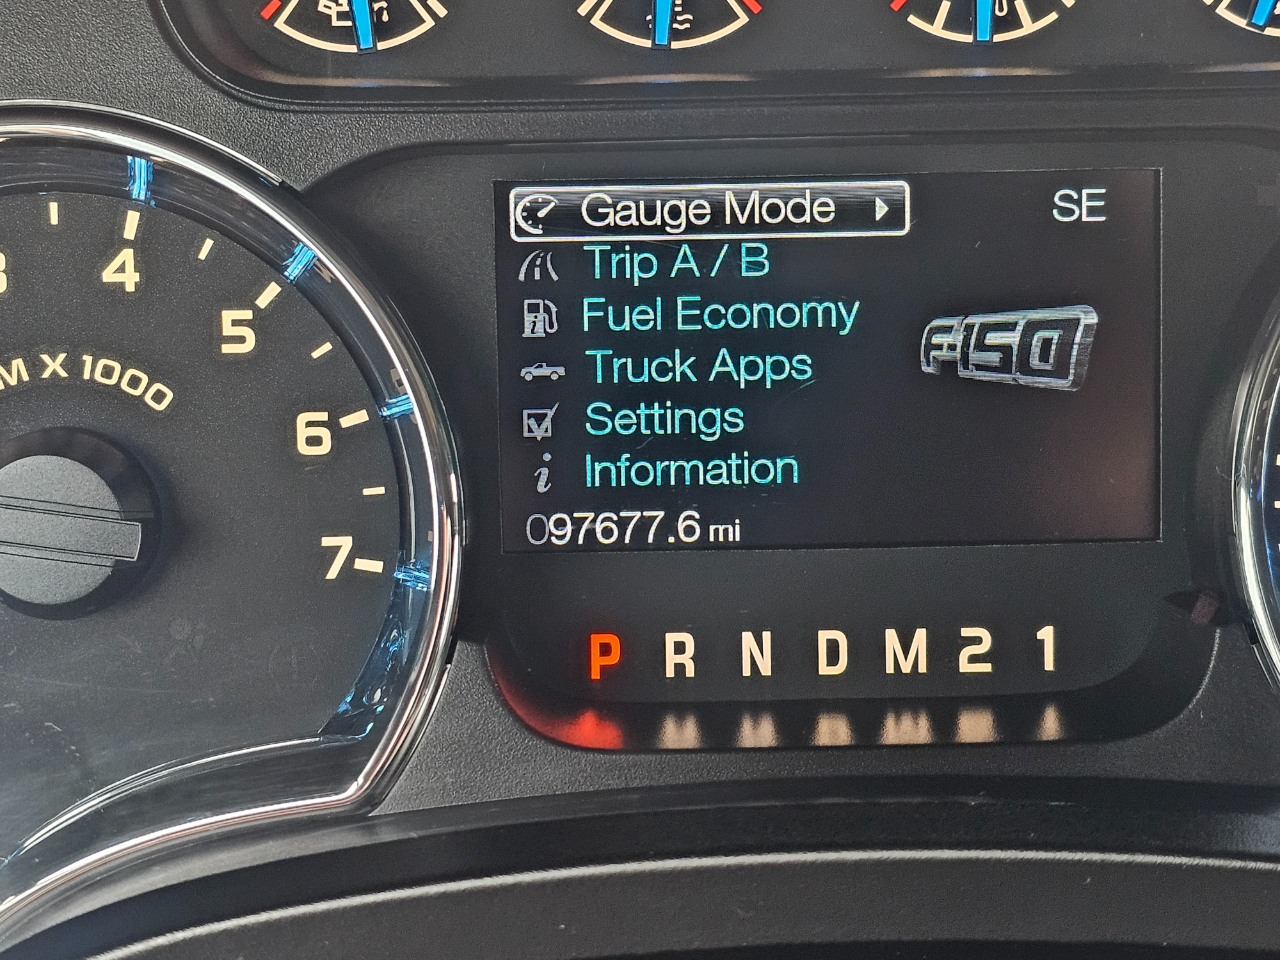 Gauge Mode
SE
Trip A / B
Fuel Economy
F-150
Truck Apps
Settings
Information
097677.6 mi
4
5
6
7
X 1000
P R N D M 2 1